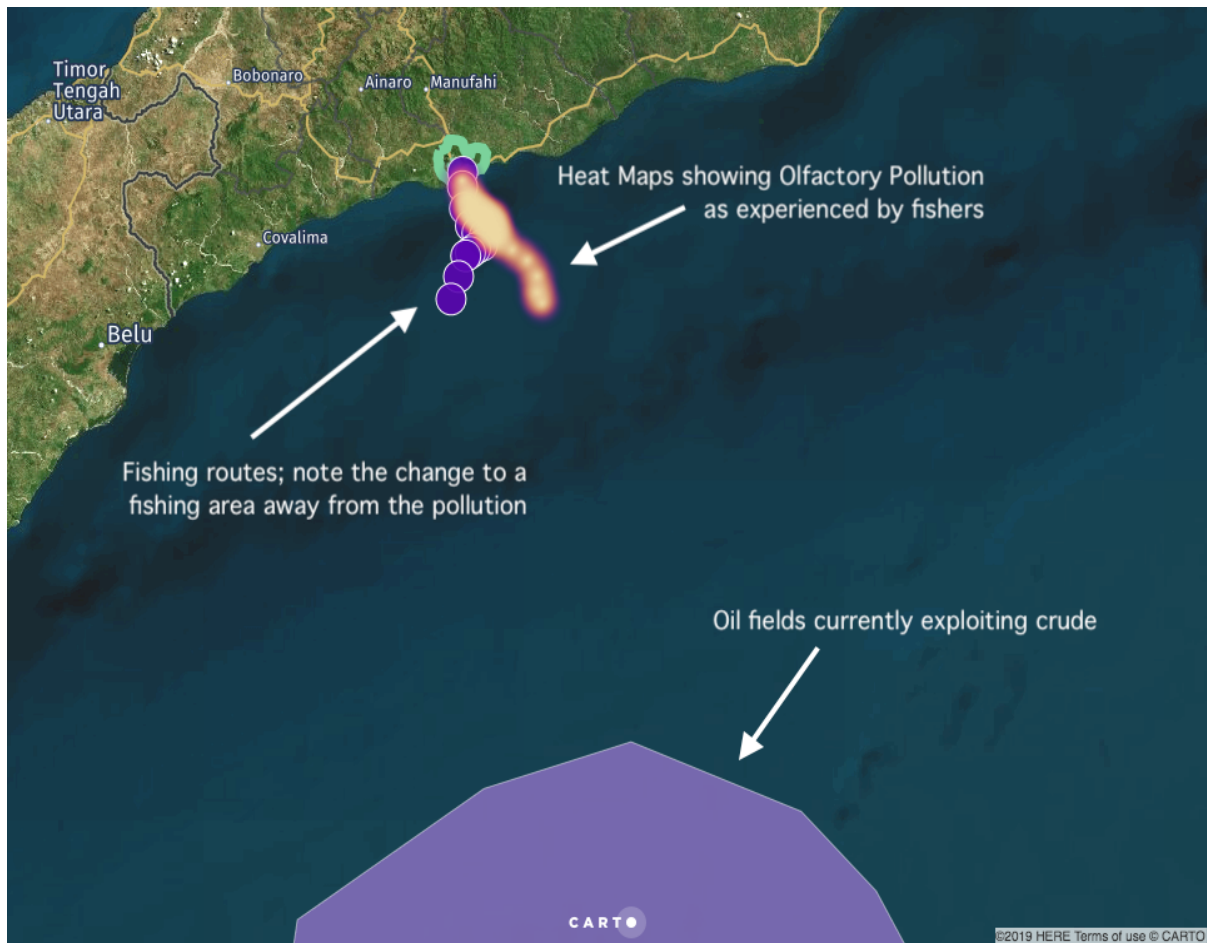 Timor
Tengah
Utara
Bobonaro
Ainaro
Manufahi
Heat Maps showing Olfactory Pollution
as experienced by fishers
Covalima
Belu
Fishing routes; note the change to a
fishing area away from the pollution
Oil fields currently exploiting crude
CARTO
©2019 HERE Terms of use © CARTO